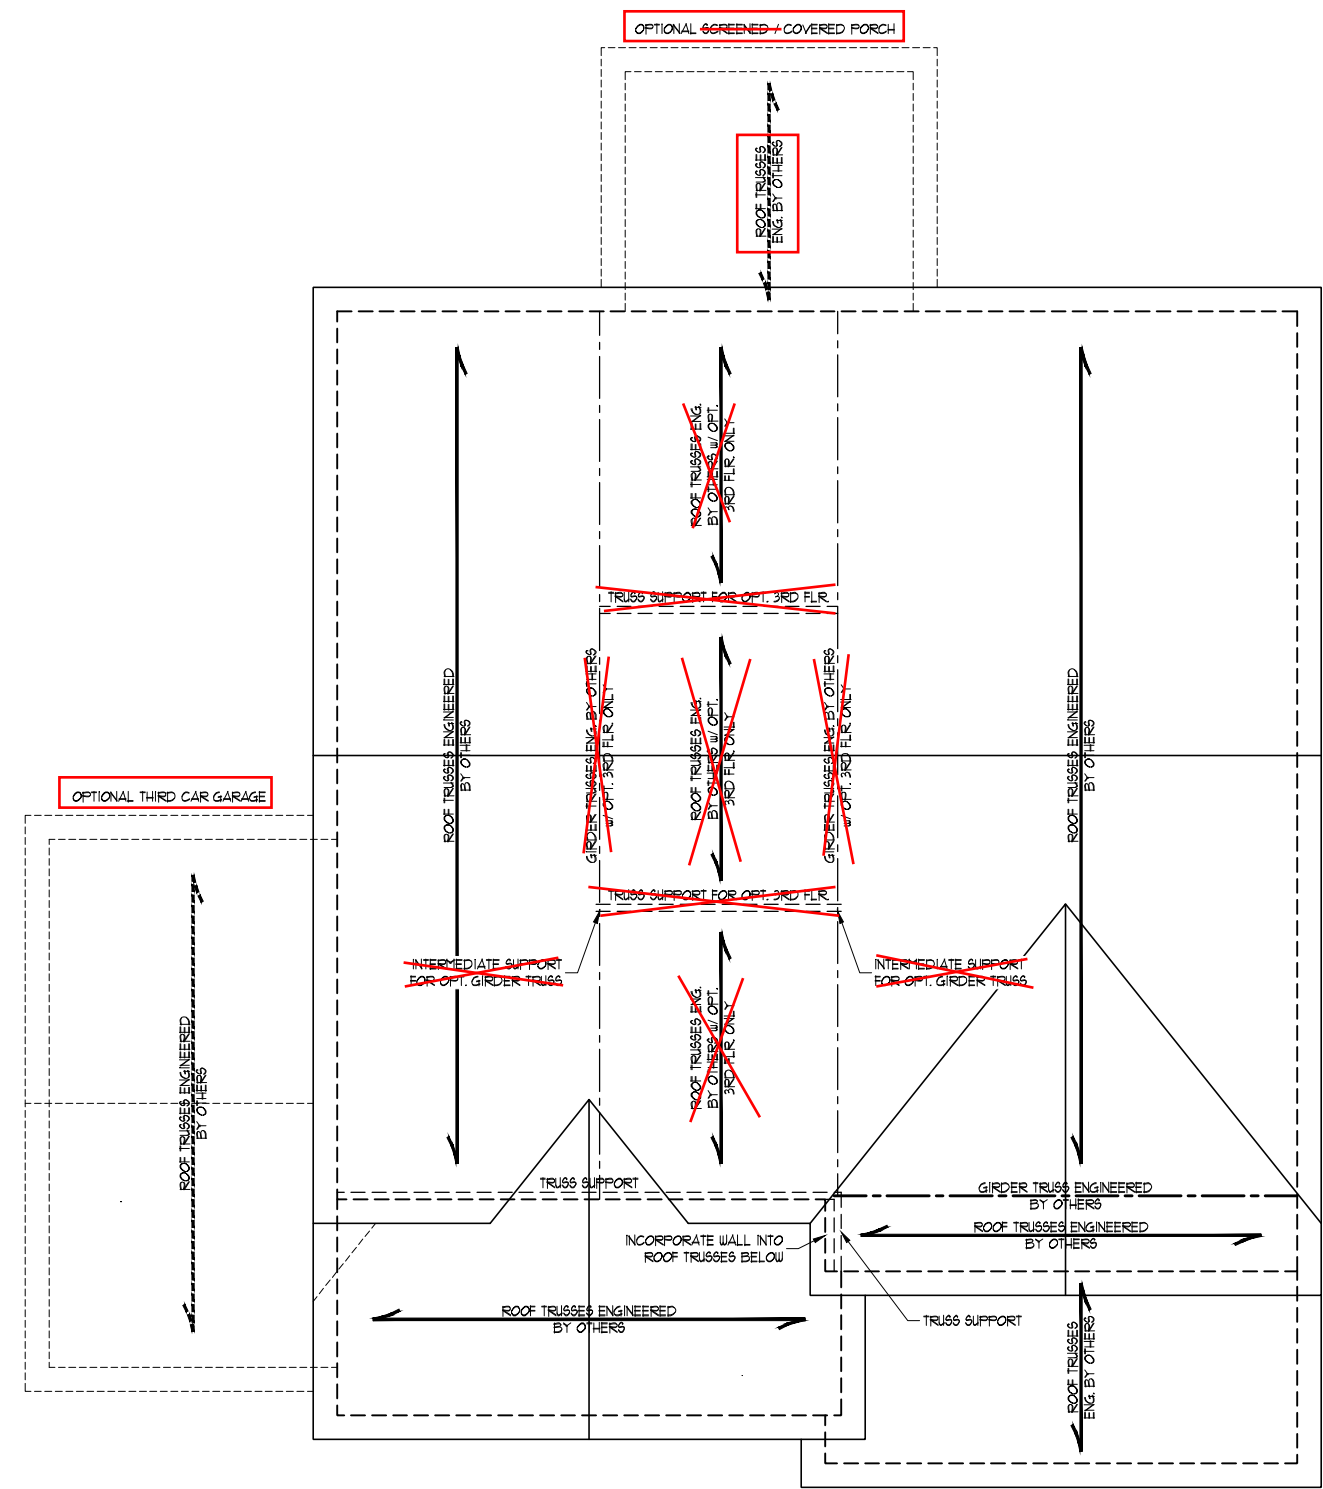 OPTIONAL SCREENED / COVERED PORCH
ROOF TRUSSES
ENG. BY OTHERS
ROOF TRUSSES ENG.
BY OTHERS w/ OPT.
3RD FLR. ONLY
TRUSS SUPPORT FOR OPT. 3RD FLR.
ROOF TRUSSES ENGINEERED
BY OTHERS
GIRDER TRUSSES ENG. BY OTHERS
w/ OPT. 3RD FLR ONLY
ROOF TRUSSES ENG.
BY OTHERS w/ OPT.
3RD FLR ONLY
GIRDER TRUSSES ENG. BY OTHERS
w/ OPT. 3RD FLR ONLY
ROOF TRUSSES ENGINEERED
BY OTHERS
OPTIONAL THIRD CAR GARAGE
TRUSS SUPPORT FOR OPT. 3RD FLR.
INTERMEDIATE SUPPORT
FOR OPT. GIRDER TRUSS
INTERMEDIATE SUPPORT
FOR OPT. GIRDER TRUSS
ROOF TRUSSES ENG.
BY OTHERS w/ OPT.
3RD FLR ONLY
ROOF TRUSSES ENGINEERED
BY OTHERS
TRUSS SUPPORT
GIRDER TRUSS ENGINEERED
BY OTHERS
ROOF TRUSSES ENGINEERED
BY OTHERS
INCORPORATE WALL INTO
ROOF TRUSSES BELOW
ROOF TRUSSES ENGINEERED
BY OTHERS
TRUSS SUPPORT
ROOF TRUSSES
ENG. BY OTHERS